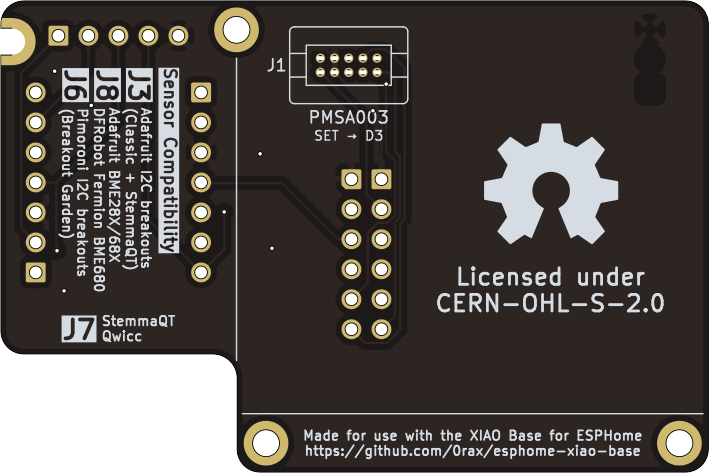 J1
PMSA003
SET → D3
Sensor Compatibility
J3
Adafruit I2C breakouts
(Classic + StemmaQT)
J8
Adafruit BME28X/68X
DFRobot Fermion BME680
J6
Pimoroni I2C breakouts
(Breakout Garden)
J7
StemmaQT
Qwicc
Licensed under
CERN-OHL-S-2.0
Made for use with the XIAO Base for ESPHome
https://github.com/0rax/esphome-xiao-base